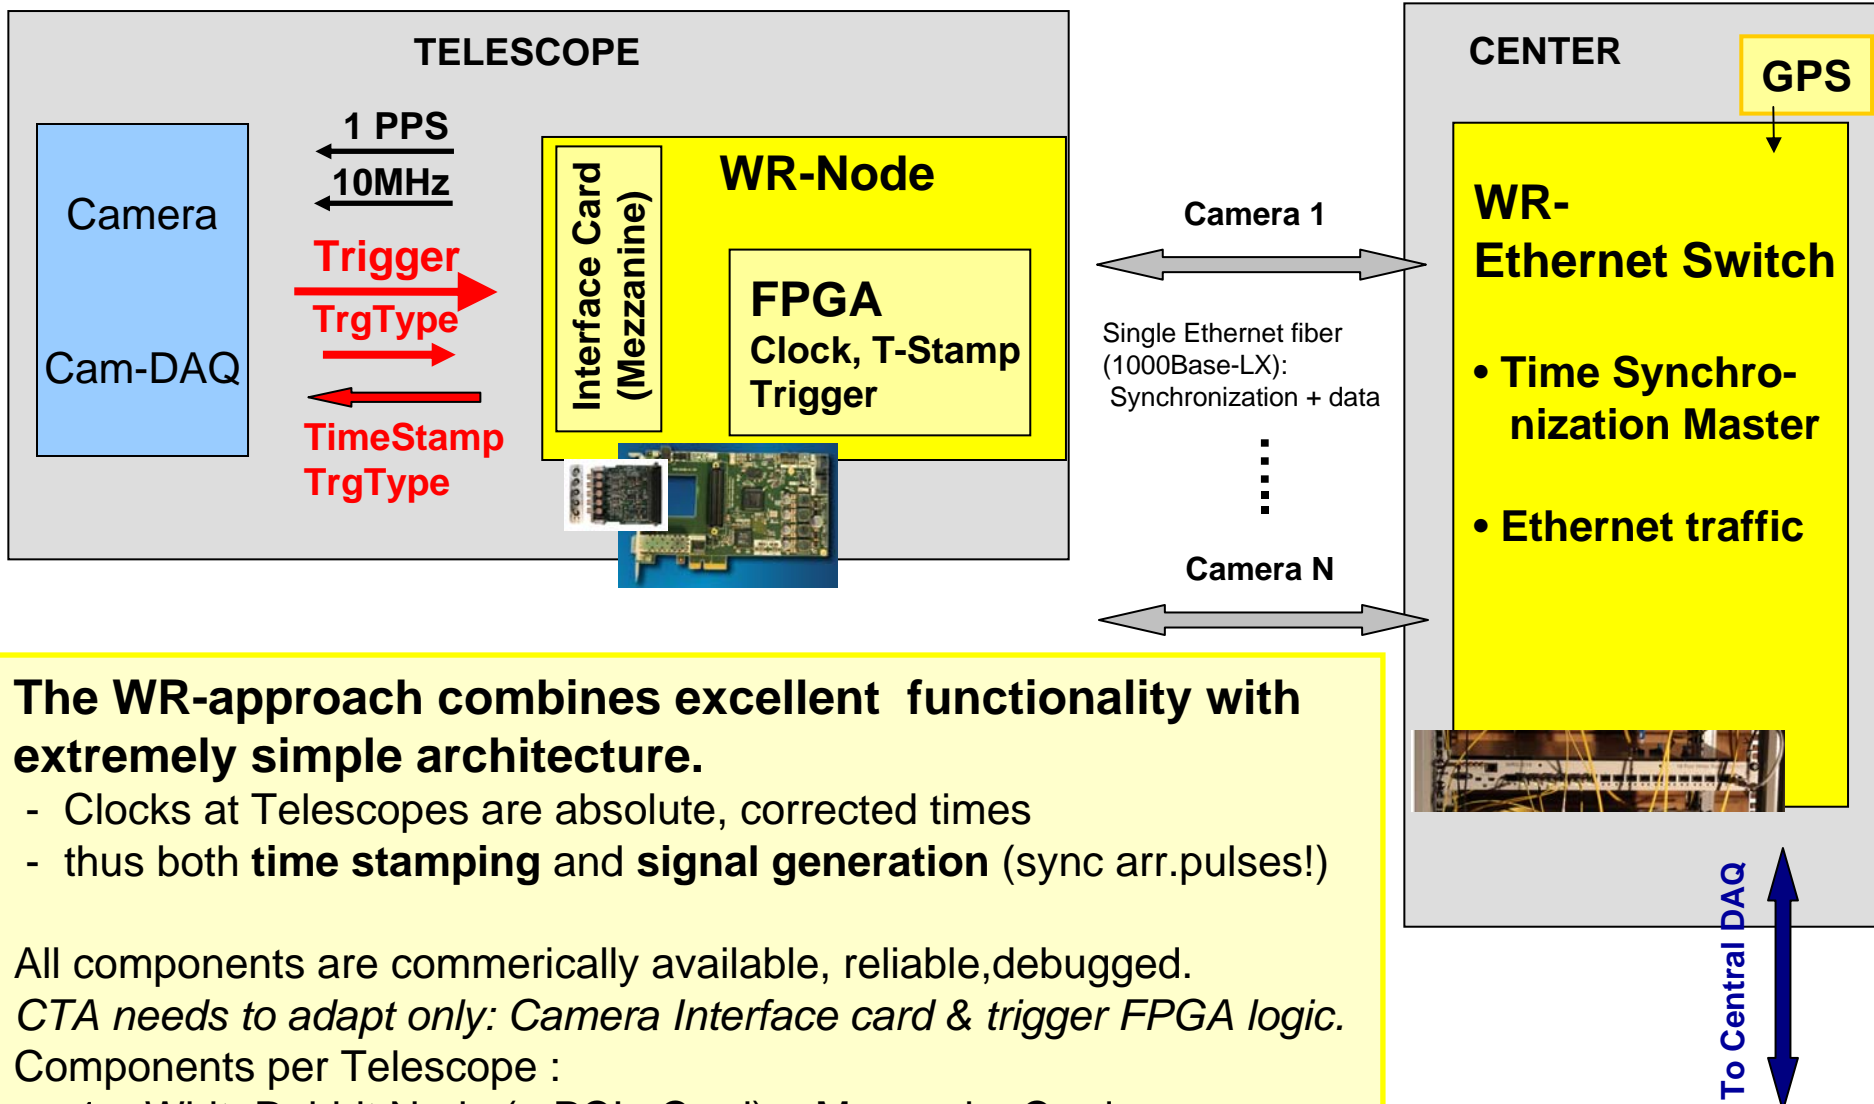 TELESCOPE
Camera
Cam-DAQ
1 PPS
10MHz
Trigger
TrgType
TimeStamp
TrgType
Interface Card
(Mezzanine)
WR-Node
FPGA
Clock, T-Stamp
Trigger
Camera 1
Single Ethernet fiber
(1000Base-LX):
Synchronization + data
Camera N
CENTER
GPS
WR-
Ethernet Switch
• Time Synchro-
nization Master
• Ethernet traffic
To Central DAQ
The WR-approach combines excellent functionality with
extremely simple architecture.
- Clocks at Telescopes are absolute, corrected times
- thus both time stamping and signal generation (sync arr.pulses!)
All components are commerically available, reliable,debugged.
CTA needs to adapt only: Camera Interface card & trigger FPGA logic.
Components per Telescope :